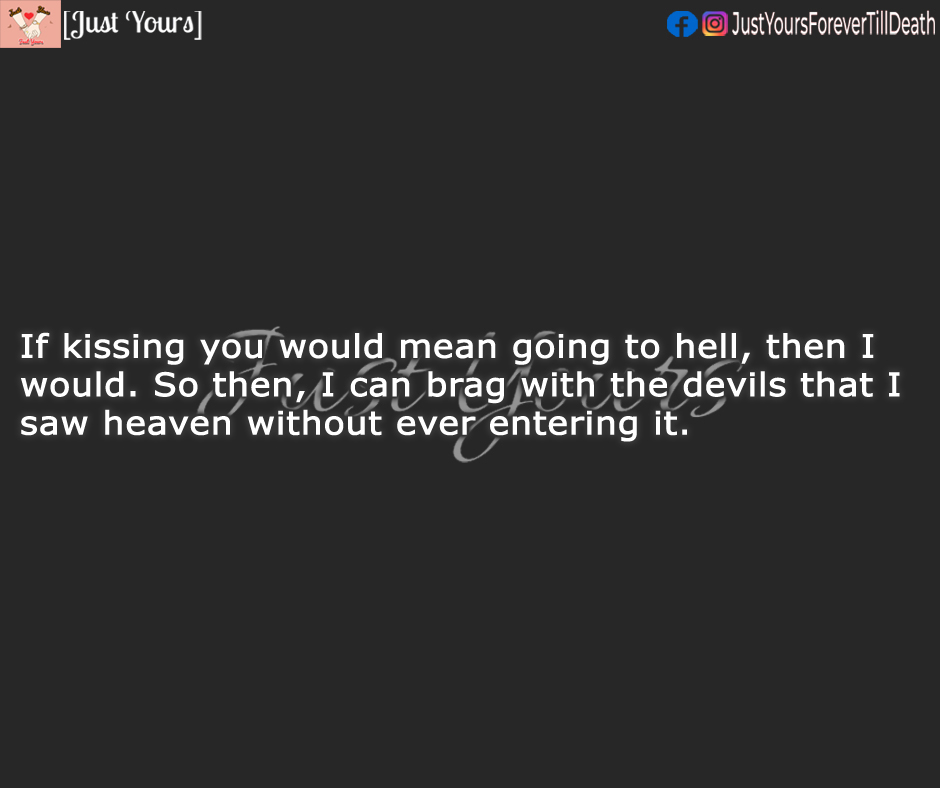 [Just Yours]
JustYoursForeverTillDeath
If kissing you would mean going to hell, then I
would. So then, I can brag with the devils that I
saw heaven without ever entering it.
Just Yours
Just Yours